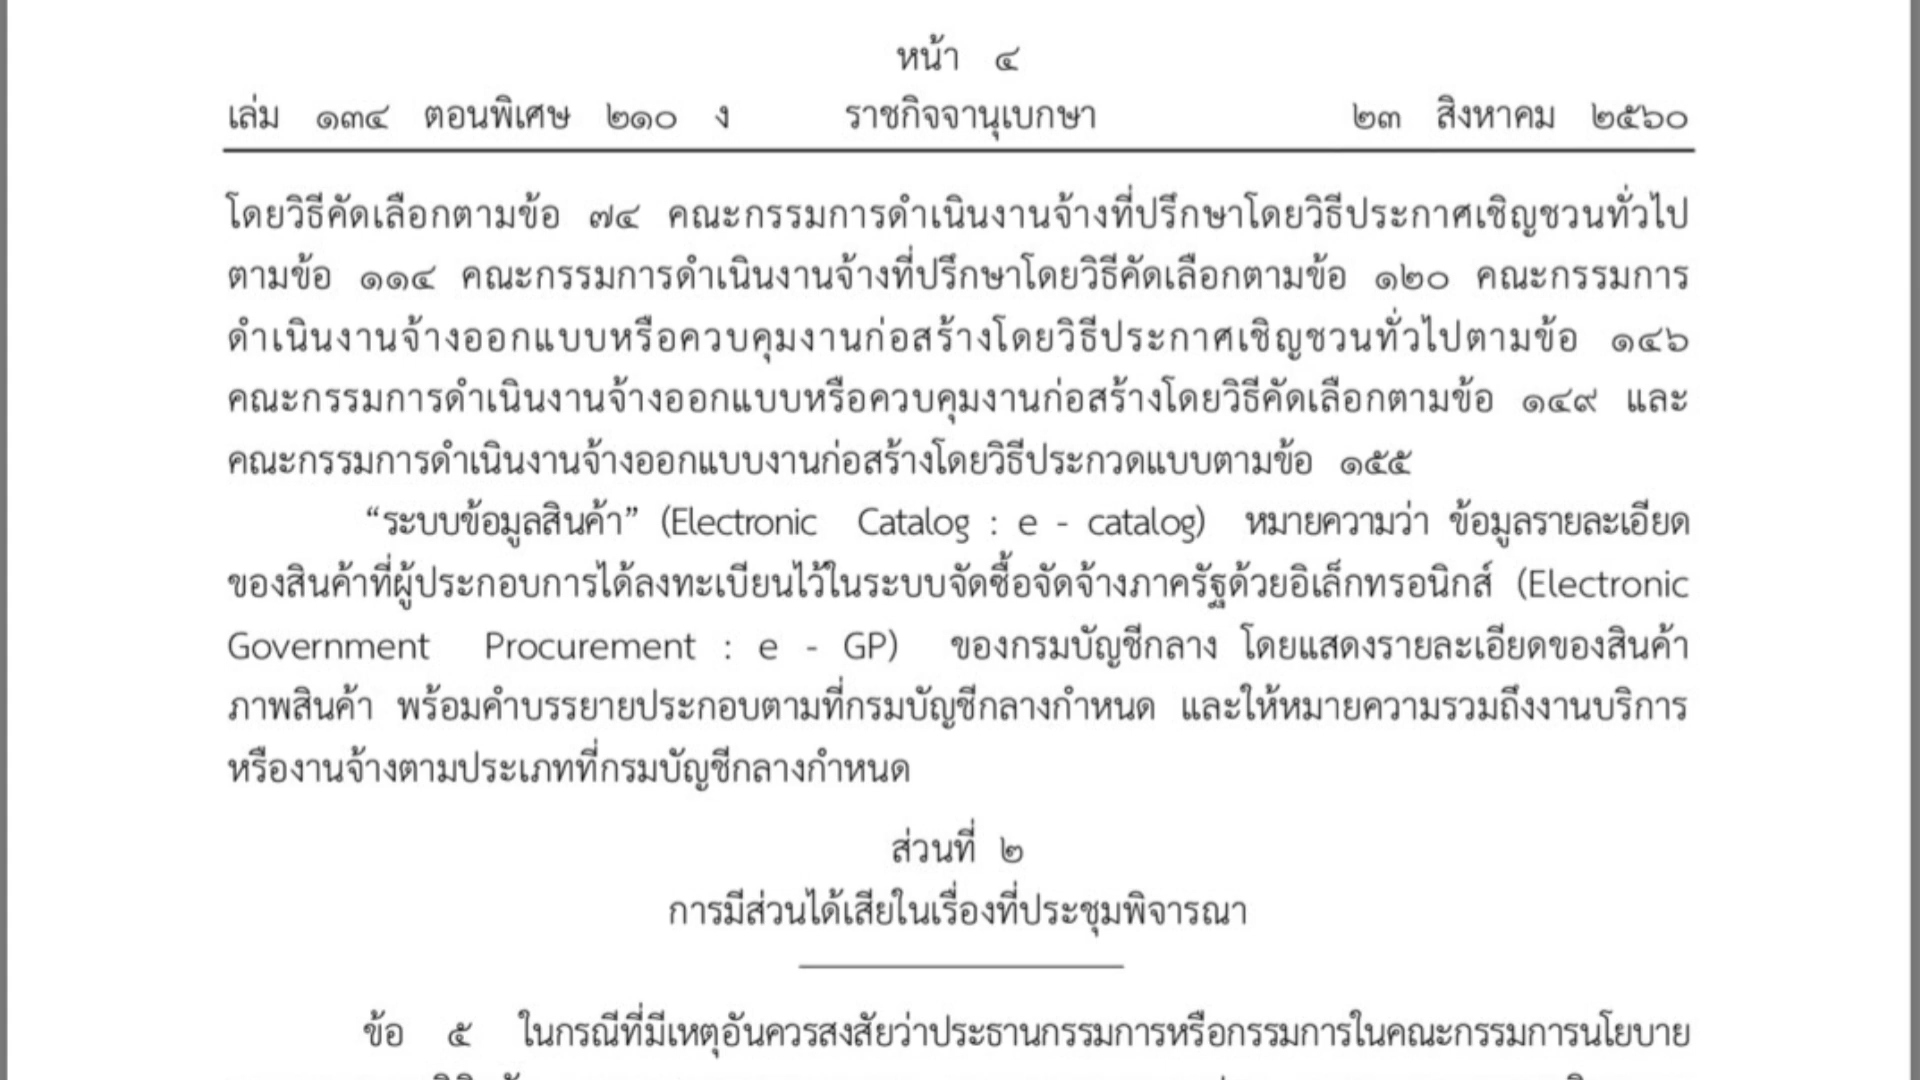 หน้า ๔
เล่ม ๑๓๔ ตอนพิเศษ ๒๑๐ ง ราชกิจจานุเบกษา ๒๓ สิงหาคม ๒๕๖๐
โดยวิธีคัดเลือกตามข้อ ๗๔ คณะกรรมการดำเนินงานจ้างที่ปรึกษาโดยวิธีประกาศเชิญชวนทั่วไป
ตามข้อ ๑๑๔ คณะกรรมการดำเนินงานจ้างที่ปรึกษาโดยวิธีคัดเลือกตามข้อ ๑๒๐ คณะกรรมการ
ดำเนินงานจ้างออกแบบหรือควบคุมงานก่อสร้างโดยวิธีประกาศเชิญชวนทั่วไปตามข้อ ๑๔๖
คณะกรรมการดำเนินงานจ้างออกแบบหรือควบคุมงานก่อสร้างโดยวิธีคัดเลือกตามข้อ ๑๔๙ และ
คณะกรรมการดำเนินงานจ้างออกแบบงานก่อสร้างโดยวิธีประกวดแบบตามข้อ ๑๕๕
“ระบบข้อมูลสินค้า” (Electronic Catalog : e - catalog) หมายความว่า ข้อมูลรายละเอียด
ของสินค้าที่ผู้ประกอบการได้ลงทะเบียนไว้ในระบบจัดซื้อจัดจ้างภาครัฐด้วยอิเล็กทรอนิกส์ (Electronic
Government Procurement : e - GP) ของกรมบัญชีกลาง โดยแสดงรายละเอียดของสินค้า
ภาพสินค้า พร้อมคำบรรยายประกอบตามที่กรมบัญชีกลางกำหนด และให้หมายความรวมถึงงานบริการ
หรืองานจ้างตามประเภทที่กรมบัญชีกลางกำหนด
ส่วนที่ ๒
การมีส่วนได้เสียในเรื่องที่ประชุมพิจารณา
ข้อ ๕ ในกรณีที่มีเหตุอันควรสงสัยว่าประธานกรรมการหรือกรรมการในคณะกรรมการนโยบาย